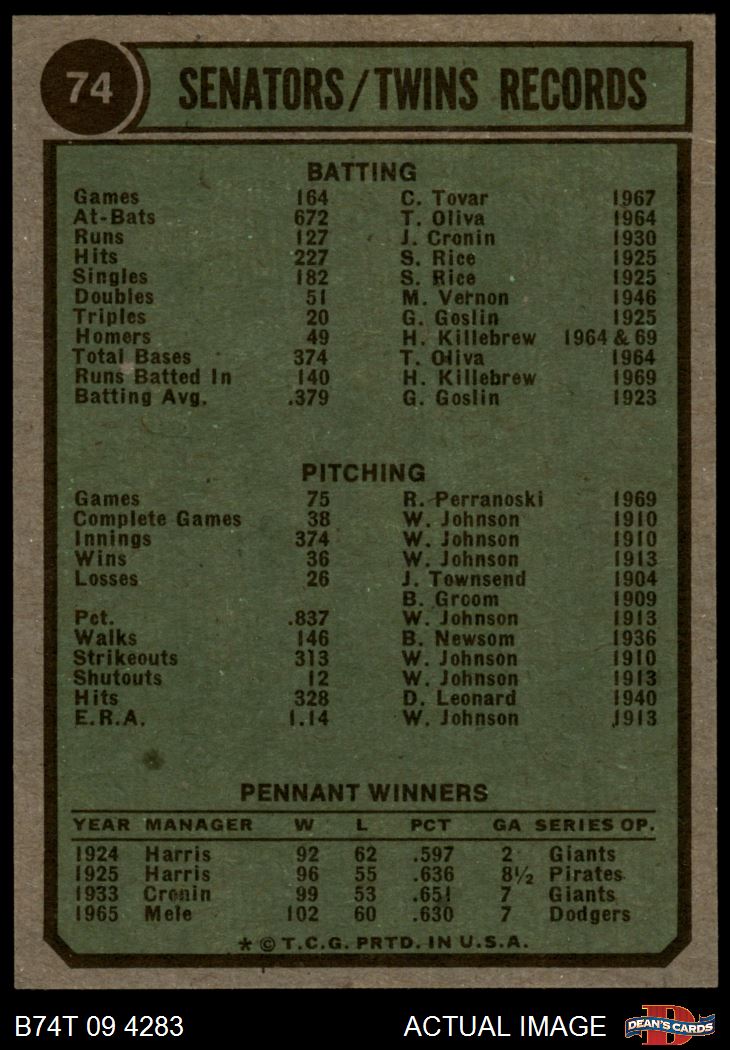 74 SENATORS/TWINS RECORDS
BATTING
Games 164 C. Tovar 1967
At-Bats 672 T. Oliva 1964
Runs 127 J. Cronin 1930
Hits 227 S. Rice 1925
Singles 182 S. Rice 1925
Doubles 51 M. Vernon 1946
Triples 20 G. Goslin 1925
Homers 49 H. Killebrew 1964 & 69
Total Bases 374 T. Oliva 1964
Runs Batted In 140 H. Killebrew 1969
Batting Avg. .379 G. Goslin 1923
PITCHING
Games 75 R. Perranoski 1969
Complete Games 38 W. Johnson 1910
Innings 374 W. Johnson 1910
Wins 36 W. Johnson 1913
Losses 26 J. Townsend 1904
B. Groom 1909
Pct. .837 W. Johnson 1913
Walks 146 B. Newsom 1936
Strikeouts 313 W. Johnson 1910
Shutouts 12 W. Johnson 1913
Hits 328 D. Leonard 1940
E.R.A. 1.14 W. Johnson 1913
PENNANT WINNERS
YEAR MANAGER W L PCT GA SERIES OP.
1924 Harris 92 62 .597 2 Giants
1925 Harris 96 55 .636 8½ Pirates
1933 Cronin 99 53 .651 7 Giants
1965 Mele 102 60 .630 7 Dodgers
* © T.C.G. PRTD. IN U.S.A.
B74T 09 4283 ACTUAL IMAGE D DEAN'S CARDS